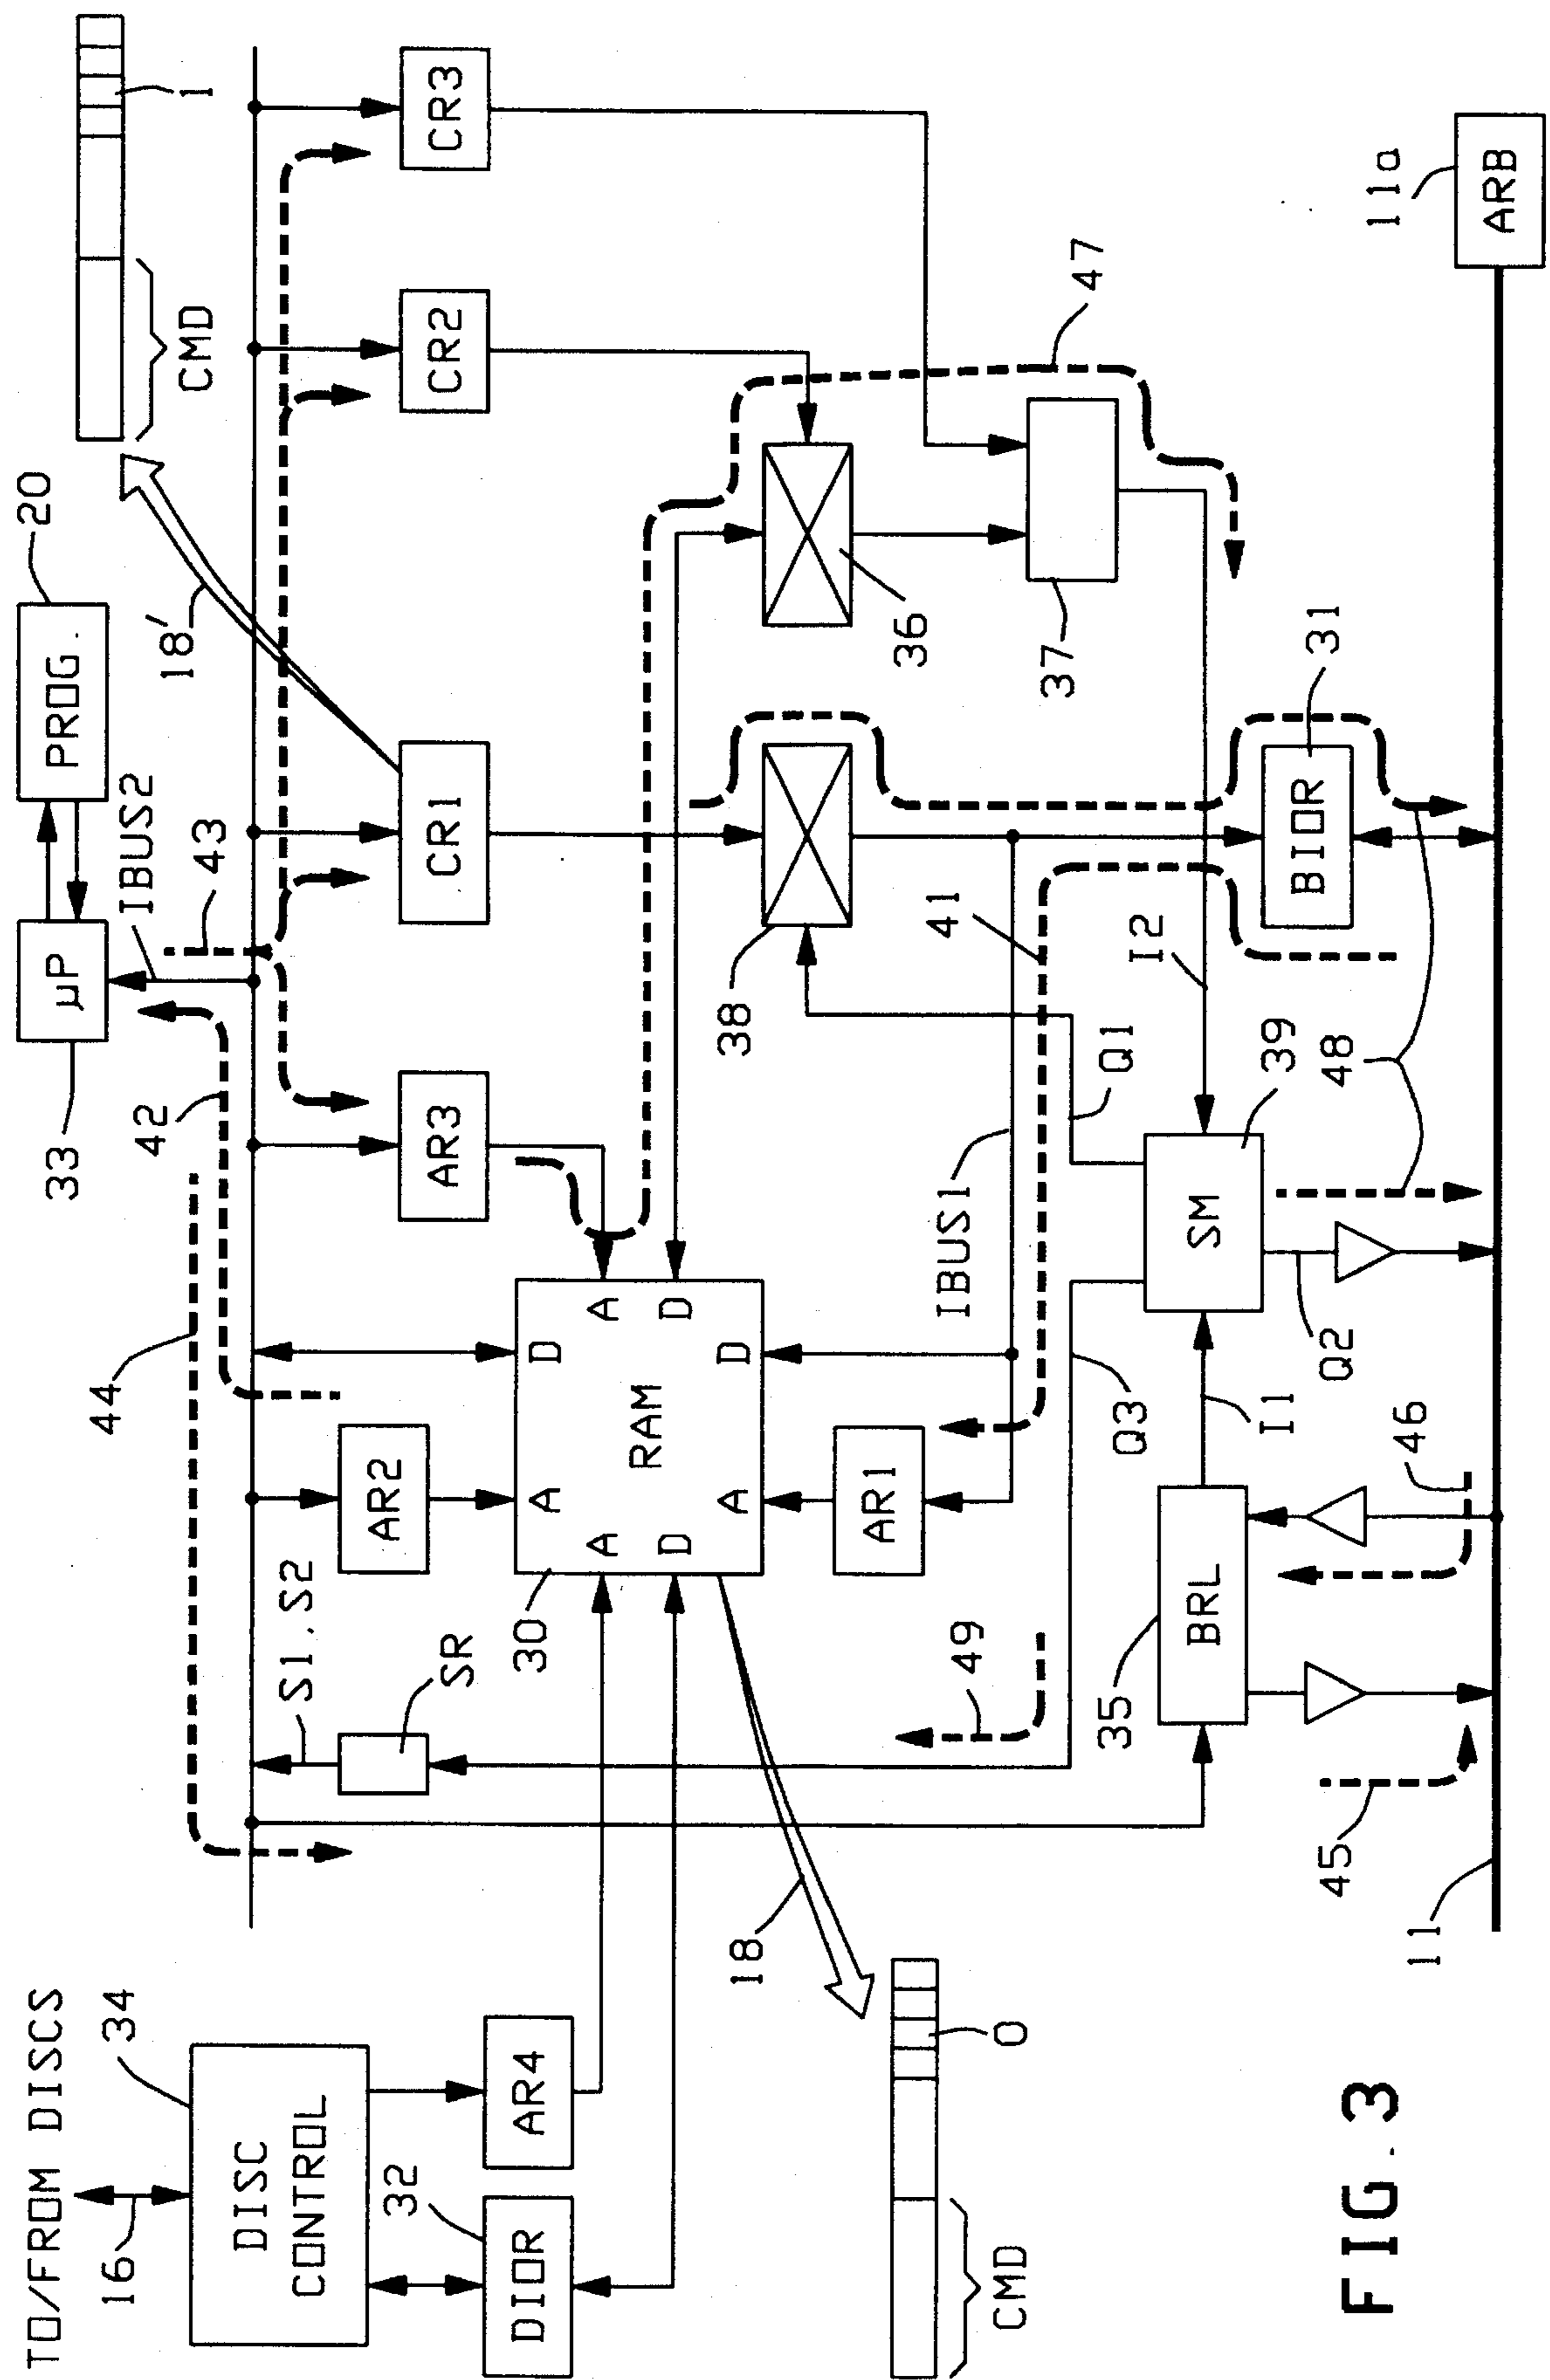 TO/FROM DISCS
16
34
DISC
CONTROL
32
DIOR
AR4
CMD
0
18
33
µP
PROG.
20
IBUS2
42
43
44
18'
CMD
1
S1, S2
SR
AR2
AR3
CR1
CR2
CR3
30
A
D
A
D
RAM
A
D
A
D
AR1
IBUS1
38
36
37
47
41
49
Q3
Q1
I2
35
BRL
I1
SM
39
Q2
BIOR
31
45
46
48
11
ARB
11a
FIG. 3